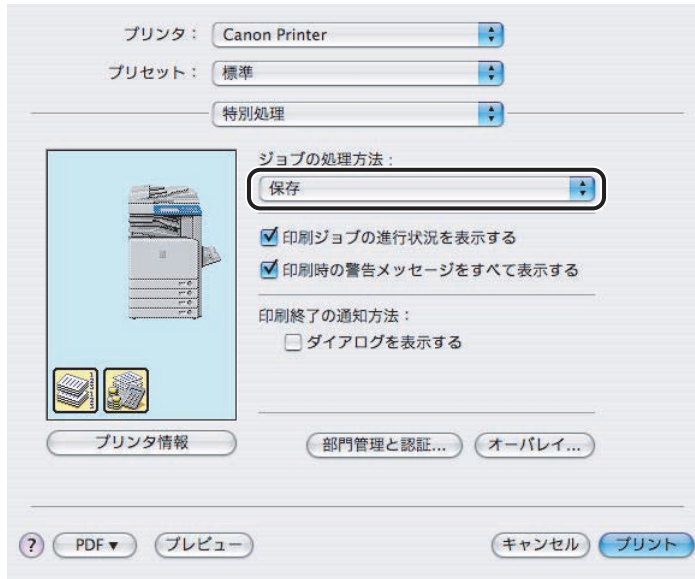 プリンタ： Canon Printer
プリセット： 標準
特別処理
ジョブの処理方法：
保存
印刷ジョブの進行状況を表示する
印刷時の警告メッセージをすべて表示する
印刷終了の通知方法：
ダイアログを表示する
プリンタ情報 部門管理と認証... オーバレイ...
? PDF▼ プレビュー キャンセル プリント